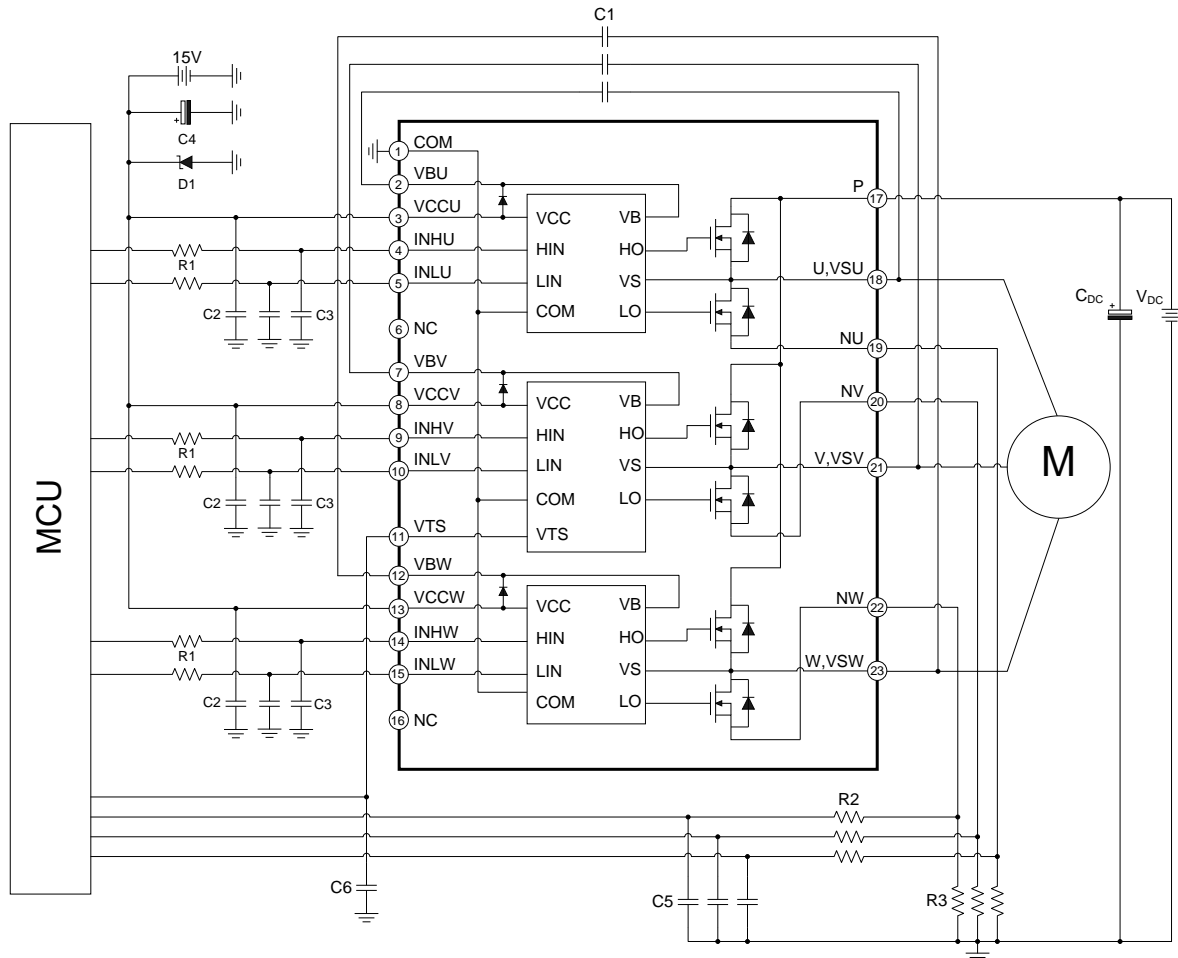 C1
15V
C4
D1
MCU
1 COM
2 VBU
3 VCCU
4 INHU
5 INLU
6 NC
7 VBV
8 VCCV
9 INHV
10 INLV
11 VTS
12 VBW
13 VCCW
14 INHW
15 INLW
16 NC
R1
C2
C3
R1
C2
C3
R1
C2
C3
VCC VB
HIN HO
LIN VS
COM LO
VCC VB
HIN HO
LIN VS
COM LO
VTS
VCC VB
HIN HO
LIN VS
COM LO
P 17
U,VSU 18
NU 19
NV 20
V,VSV 21
NW 22
W,VSW 23
CDC +
VDC
M
+
R2
C6
C5
R3